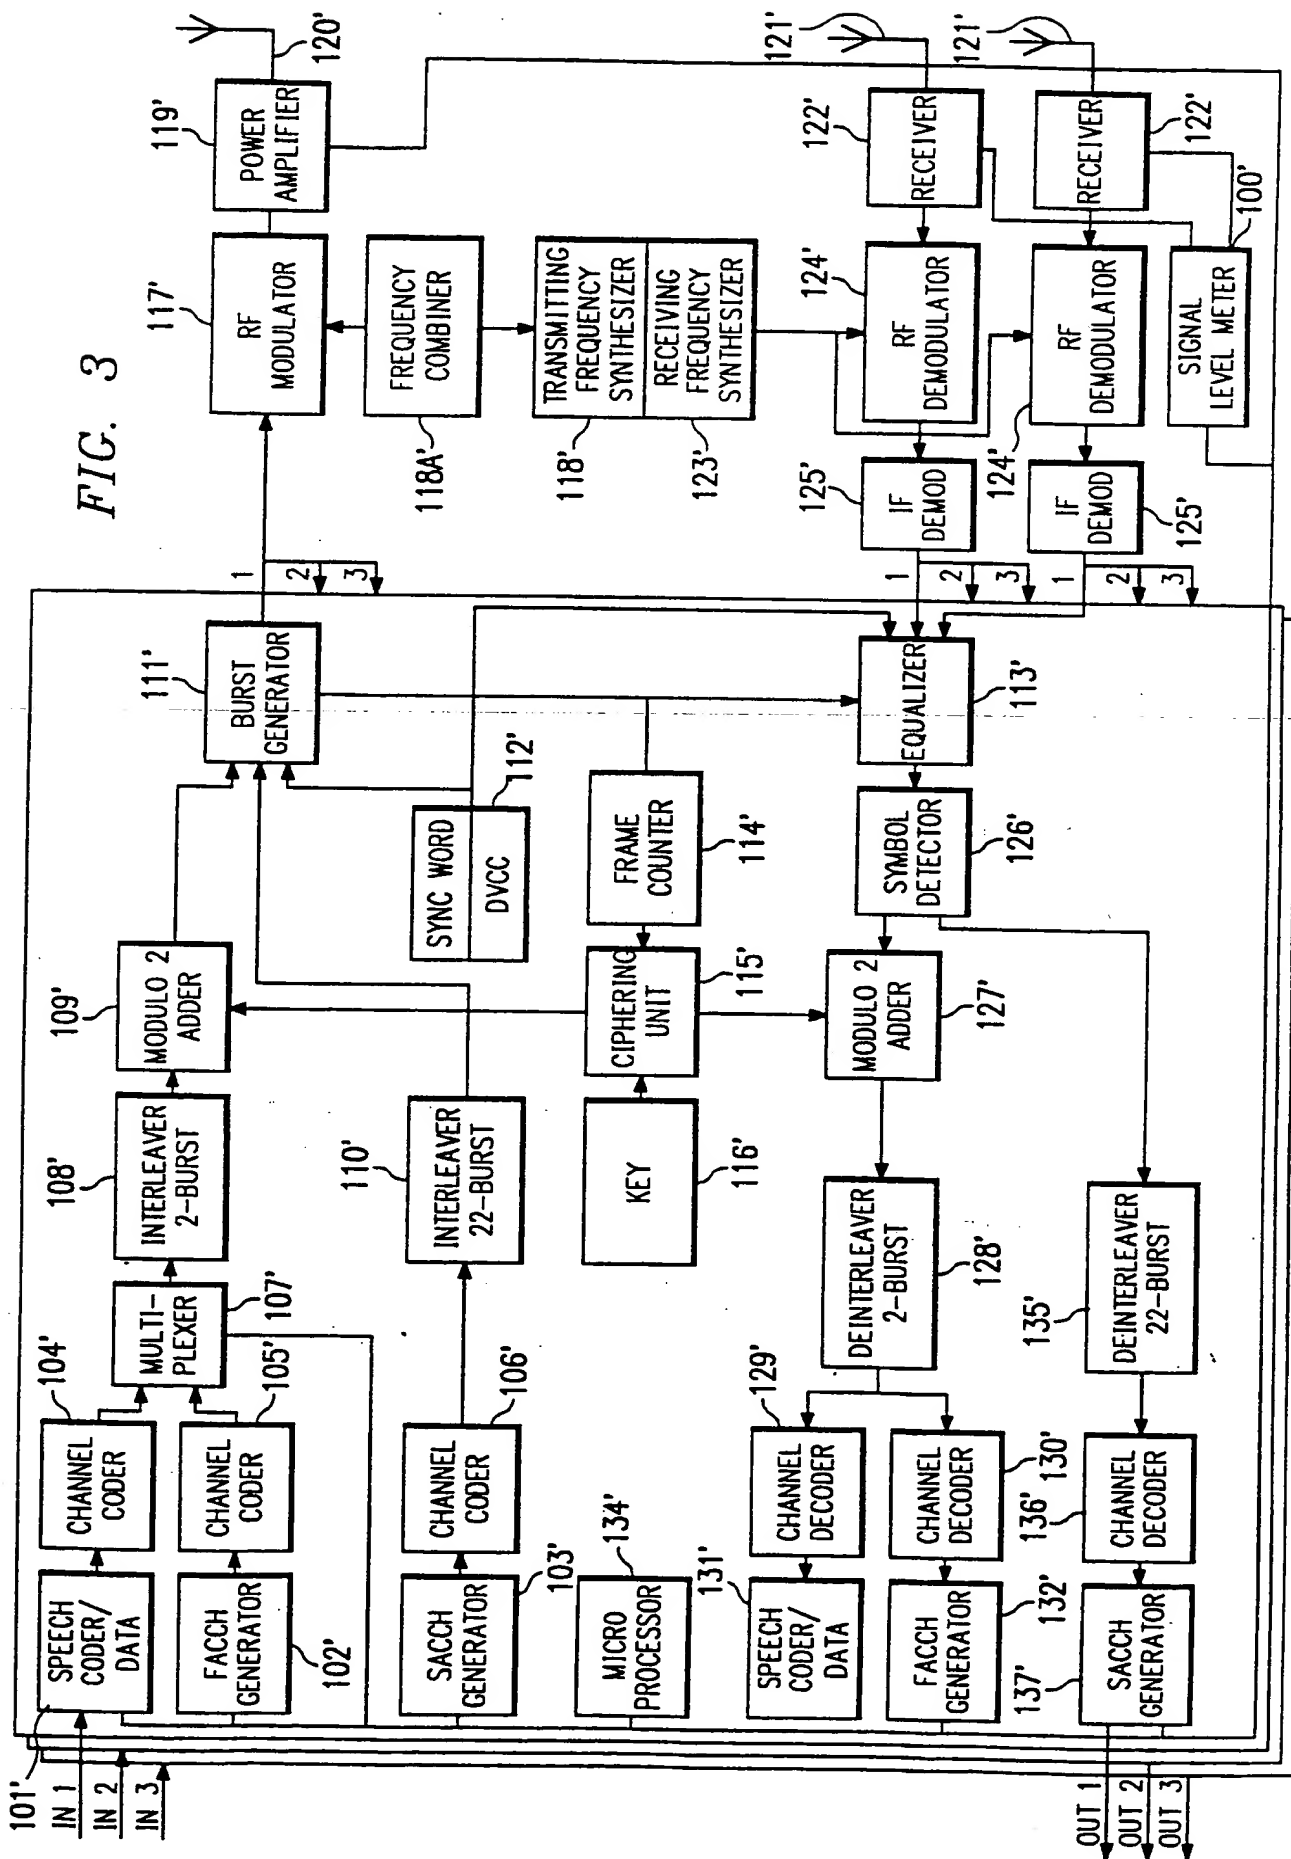 FIG. 3
101'
IN 1
IN 2
IN 3
SPEECH
CODER/
DATA
104'
CHANNEL
CODER
FACCH
GENERATOR
102'
CHANNEL
CODER
105'
MULTI-
PLEXER
107'
108'
INTERLEAVER
2-BURST
109'
MODULO 2
ADDER
111'
BURST
GENERATOR
1
2
3
117'
RF
MODULATOR
119'
POWER
AMPLIFIER
120'
SACCH
GENERATOR
103'
CHANNEL
CODER
106'
110'
INTERLEAVER
22-BURST
SYNC WORD
DVCC
112'
FREQUENCY
COMBINER
118A'
MICRO
PROCESSOR
134'
KEY
116'
CIPHERING
UNIT
115'
FRAME
COUNTER
114'
TRANSMITTING
FREQUENCY
SYNTHESIZER
118'
RECEIVING
FREQUENCY
SYNTHESIZER
123'
131'
SPEECH
CODER/
DATA
129'
CHANNEL
DECODER
FACCH
GENERATOR
132'
CHANNEL
DECODER
130'
DEINTERLEAVER
2-BURST
128'
MODULO 2
ADDER
127'
SYMBOL
DETECTOR
126'
EQUALIZER
113'
1
2
3
125'
IF
DEMOD
124'
RF
DEMODULATOR
122'
RECEIVER
121'
137'
SACCH
GENERATOR
136'
CHANNEL
DECODER
135'
DEINTERLEAVER
22-BURST
1
2
3
IF
DEMOD
125'
124'
RF
DEMODULATOR
RECEIVER
122'
121'
SIGNAL
LEVEL METER
100'
OUT 1
OUT 2
OUT 3